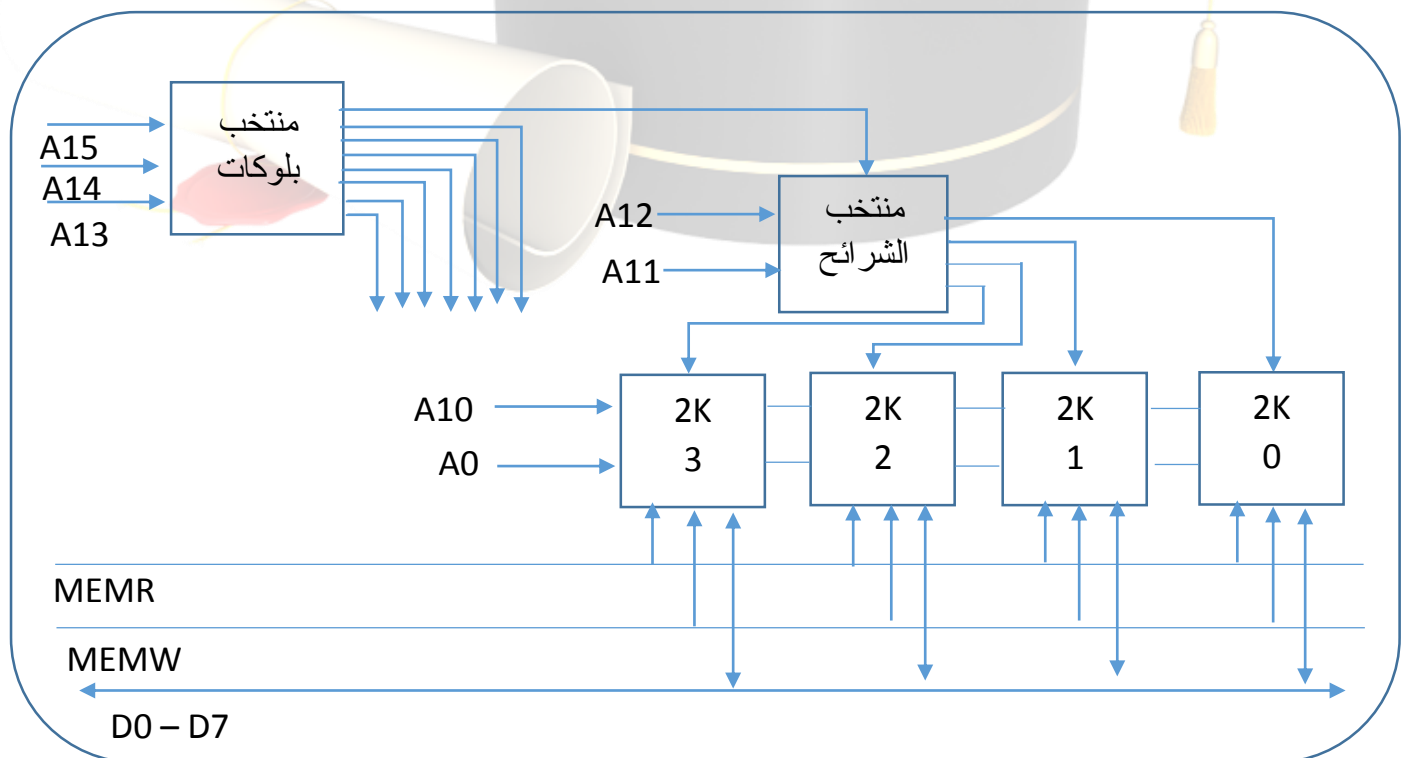 منتخب
بلوكات
A15
A14
A13
منتخب
الشرائح
A12
A11
A10
A0
2K
3
2K
2
2K
1
2K
0
MEMR
MEMW
D0 – D7